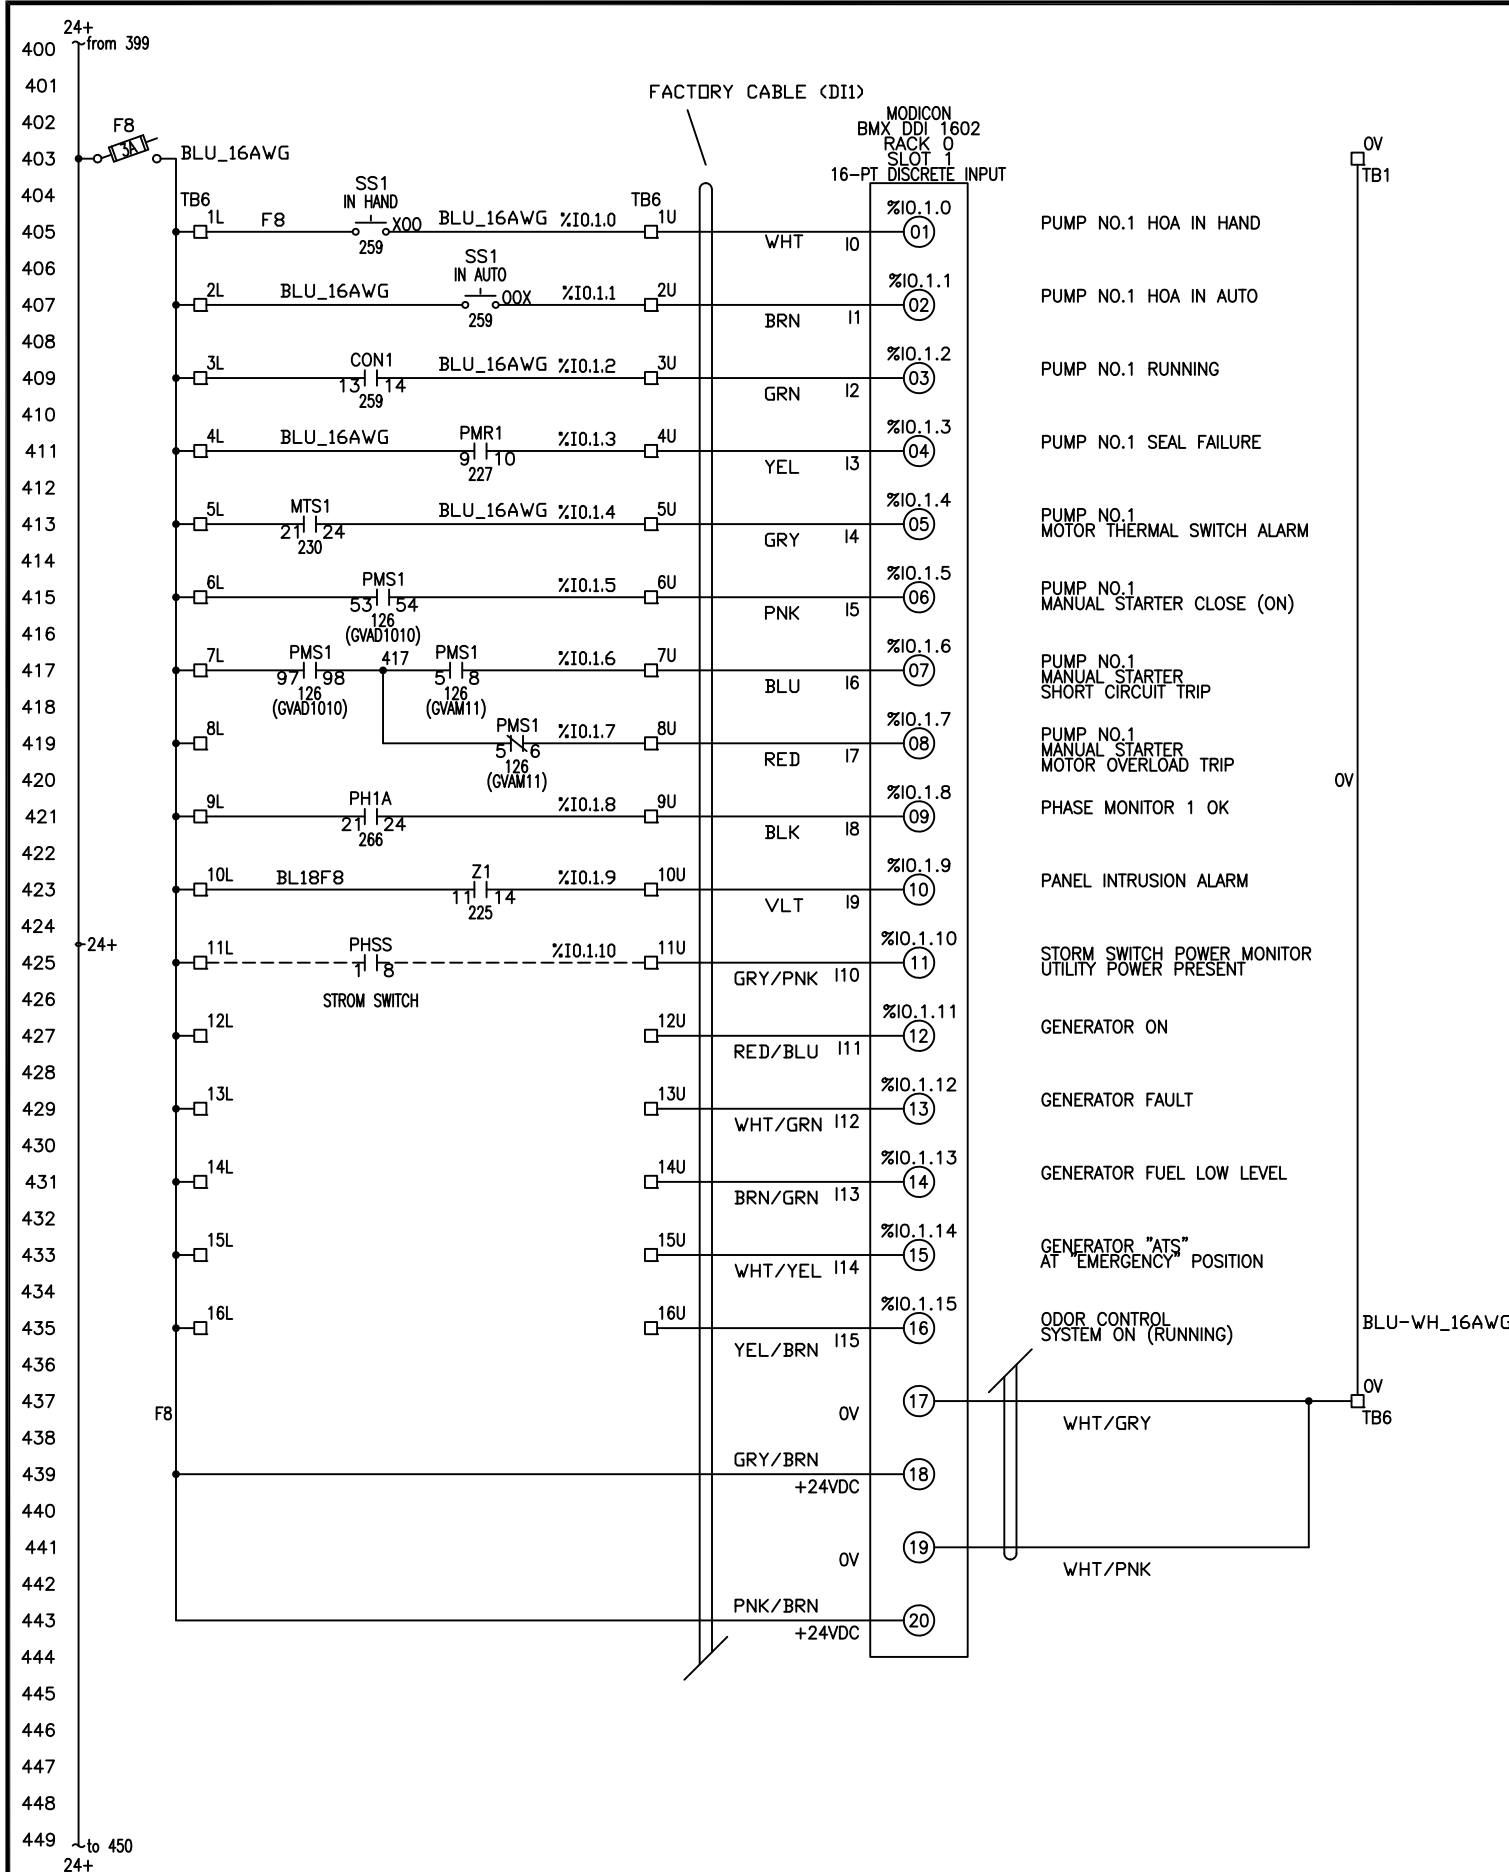 24+
400 from 399
401
FACTORY CABLE (DI1)
402 F8 MODICON
BMX DDI 1602
RACK 0
SLOT 1
16-PT DISCRETE INPUT
403 3A BLU_16AWG 0V
TB1
404 TB6 SS1 TB6
IN HAND
405 1L F8 X00 BLU_16AWG %I0.1.0 1U WHT I0 %I0.1.0 01 PUMP NO.1 HOA IN HAND
259
406 SS1
IN AUTO
407 2L BLU_16AWG 00X %I0.1.1 2U BRN I1 %I0.1.1 02 PUMP NO.1 HOA IN AUTO
259
408
409 3L CON1 13 14 BLU_16AWG %I0.1.2 3U GRN I2 %I0.1.2 03 PUMP NO.1 RUNNING
259
410
411 4L BLU_16AWG PMR1 9 10 %I0.1.3 4U YEL I3 %I0.1.3 04 PUMP NO.1 SEAL FAILURE
227
412
413 5L MTS1 21 24 BLU_16AWG %I0.1.4 5U GRY I4 %I0.1.4 05 PUMP NO.1
MOTOR THERMAL SWITCH ALARM
230
414
415 6L PMS1 53 54 %I0.1.5 6U PNK I5 %I0.1.5 06 PUMP NO.1
MANUAL STARTER CLOSE (ON)
126
(GVAD1010)
416
417 7L PMS1 97 98 417 PMS1 5 8 %I0.1.6 7U BLU I6 %I0.1.6 07 PUMP NO.1
MANUAL STARTER
SHORT CIRCUIT TRIP
126 126
(GVAD1010) (GVAM11)
418
419 8L PMS1 5 6 %I0.1.7 8U RED I7 %I0.1.7 08 PUMP NO.1
MANUAL STARTER
MOTOR OVERLOAD TRIP
126
(GVAM11)
420 0V
421 9L PH1A 21 24 %I0.1.8 9U BLK I8 %I0.1.8 09 PHASE MONITOR 1 OK
266
422
423 10L BL18F8 Z1 11 14 %I0.1.9 10U VLT I9 %I0.1.9 10 PANEL INTRUSION ALARM
225
424
24+
425 11L PHSS 1 8 %I0.1.10 11U GRY/PNK I10 %I0.1.10 11 STORM SWITCH POWER MONITOR
UTILITY POWER PRESENT
426 STROM SWITCH
427 12L 12U RED/BLU I11 %I0.1.11 12 GENERATOR ON
428
429 13L 13U WHT/GRN I12 %I0.1.12 13 GENERATOR FAULT
430
431 14L 14U BRN/GRN I13 %I0.1.13 14 GENERATOR FUEL LOW LEVEL
432
433 15L 15U WHT/YEL I14 %I0.1.14 15 GENERATOR "ATS"
AT "EMERGENCY" POSITION
434
435 16L 16U YEL/BRN I15 %I0.1.15 16 ODOR CONTROL
SYSTEM ON (RUNNING)
BLU-WH_16AWG
436
437 F8 0V 17 WHT/GRY 0V
TB6
438
439 GRY/BRN +24VDC 18
440
441 0V 19 WHT/PNK
442
443 PNK/BRN +24VDC 20
444
445
446
447
448
449 to 450
24+